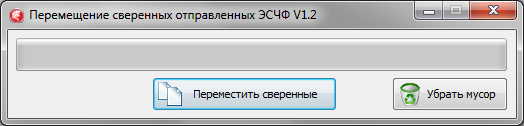 Перемещение сверенных отправленных ЭСЧФ V1.2
Переместить сверенные
Убрать мусор